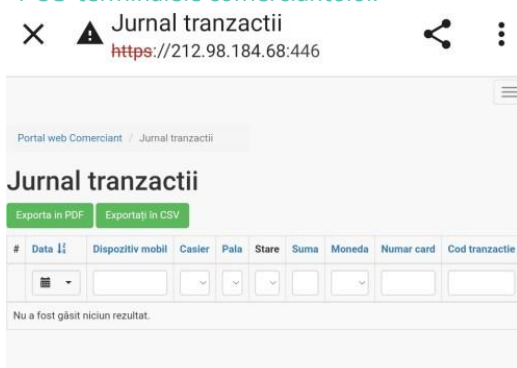 Jurnal tranzactii
https://212.98.184.68:446
Portal web Comerciant / Jurnal tranzactii
Jurnal tranzactii
Exporta in PDF Exportați în CSV
# Data Dispozitiv mobil Casier Pala Stare Suma Moneda Numar card Cod tranzactie
Nu a fost găsit niciun rezultat.